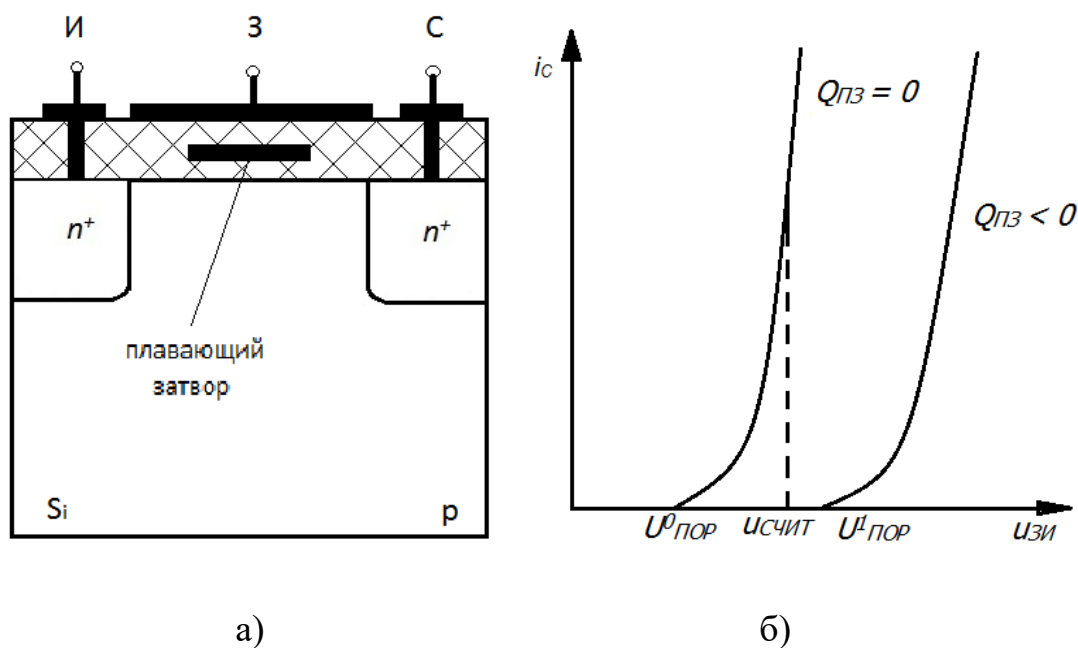 И З С
n⁺ n⁺
плавающий
затвор
Si p
iC
QПЗ = 0
QПЗ < 0
U⁰ПОР uСЧИТ U¹ПОР uЗИ
а) б)